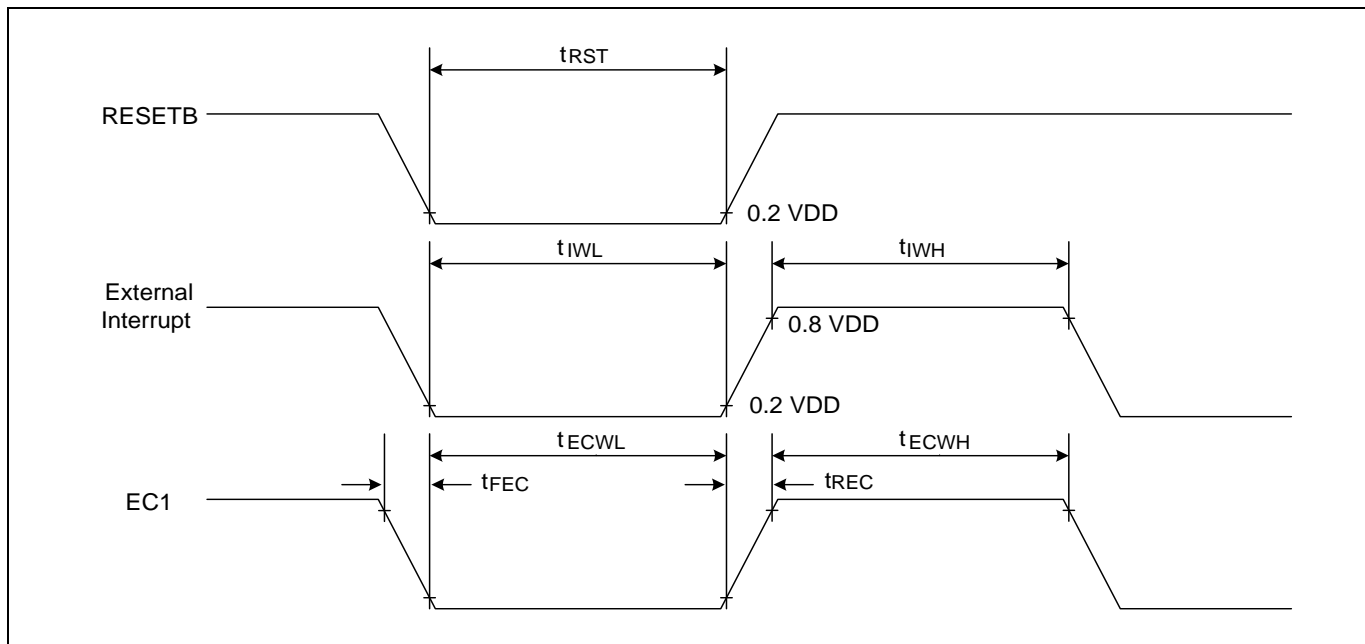 tRST
RESETB
0.2 VDD
tIWL
tIWH
External
Interrupt
0.8 VDD
0.2 VDD
tECWL
tECWH
tFEC
tREC
EC1